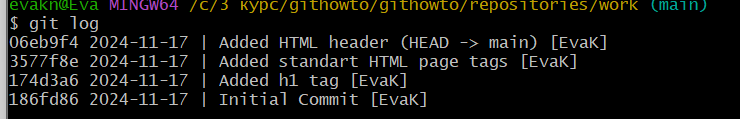 evakn@Eva MINGW64 /c/3 курс/githowto/githowto/repositories/work (main)
$ git log
06eb9f4 2024-11-17 | Added HTML header (HEAD -> main) [EvaK]
3577f8e 2024-11-17 | Added standart HTML page tags [EvaK]
174d3a6 2024-11-17 | Added h1 tag [EvaK]
186fd86 2024-11-17 | Initial Commit [EvaK]